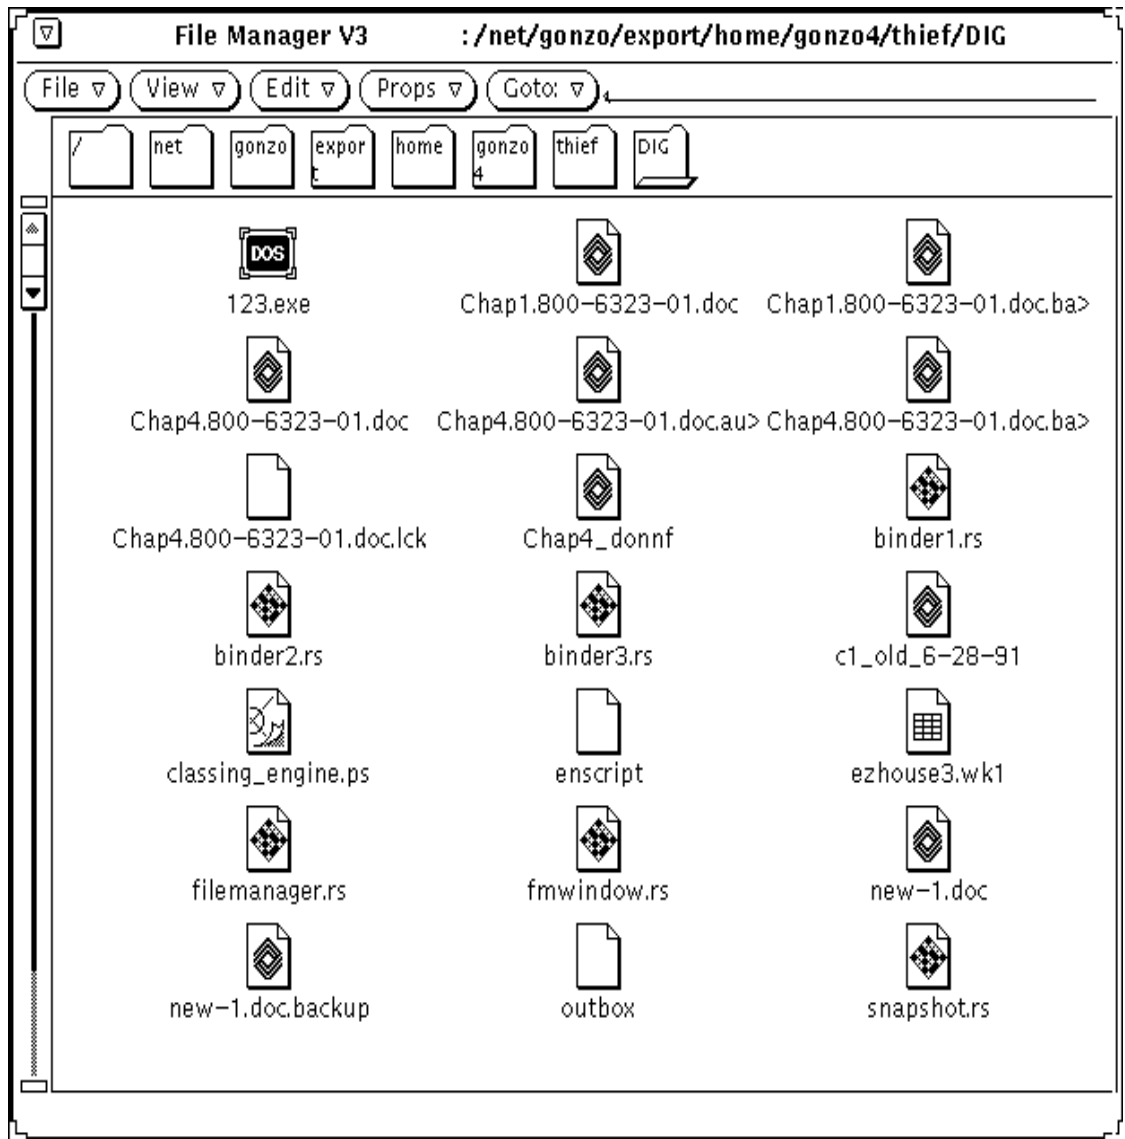 File Manager V3 :/net/gonzo/export/home/gonzo4/thief/DIG
File View Edit Props Goto:
/ net gonzo expor home gonzo thief DIG
t 4
DOS
123.exe Chap1.800-6323-01.doc Chap1.800-6323-01.doc.ba>
Chap4.800-6323-01.doc Chap4.800-6323-01.doc.au> Chap4.800-6323-01.doc.ba>
Chap4.800-6323-01.doc.lck Chap4_donnf binder1.rs
binder2.rs binder3.rs c1_old_6-28-91
classing_engine.ps enscript ezhouse3.wk1
filemanager.rs fmwindow.rs new-1.doc
new-1.doc.backup outbox snapshot.rs